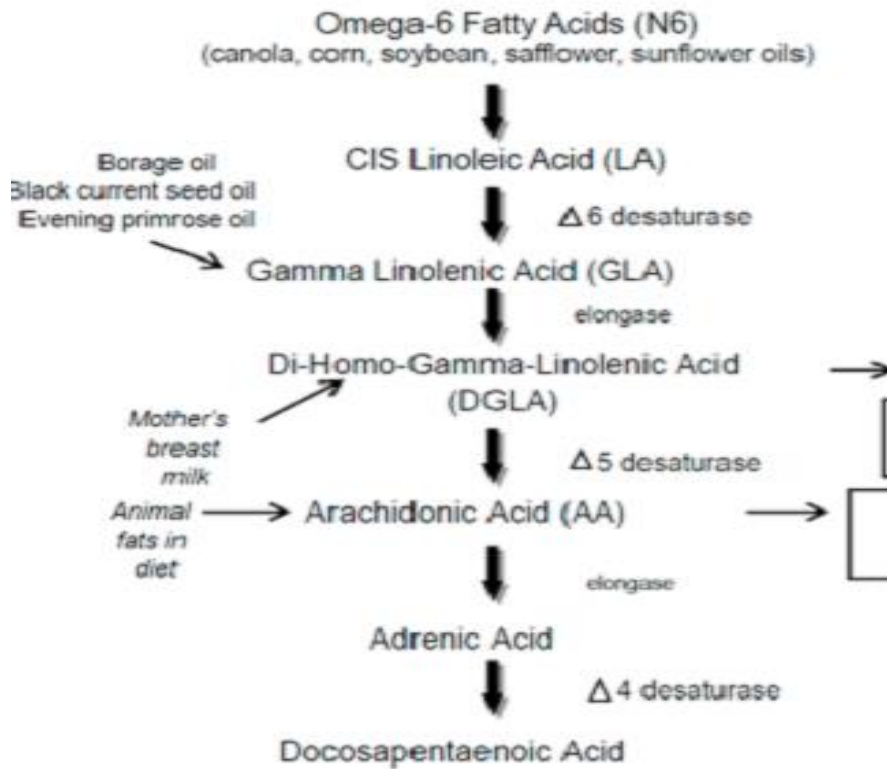 Omega-6 Fatty Acids (N6)
(canola, corn, soybean, safflower, sunflower oils)
CIS Linoleic Acid (LA)
Borage oil
Black current seed oil
Evening primrose oil
Δ6 desaturase
Gamma Linolenic Acid (GLA)
elongase
Di-Homo-Gamma-Linolenic Acid
(DGLA)
Mother's
breast
milk
Δ5 desaturase
Animal
fats in
diet
Arachidonic Acid (AA)
elongase
Adrenic Acid
Δ4 desaturase
Docosapentaenoic Acid